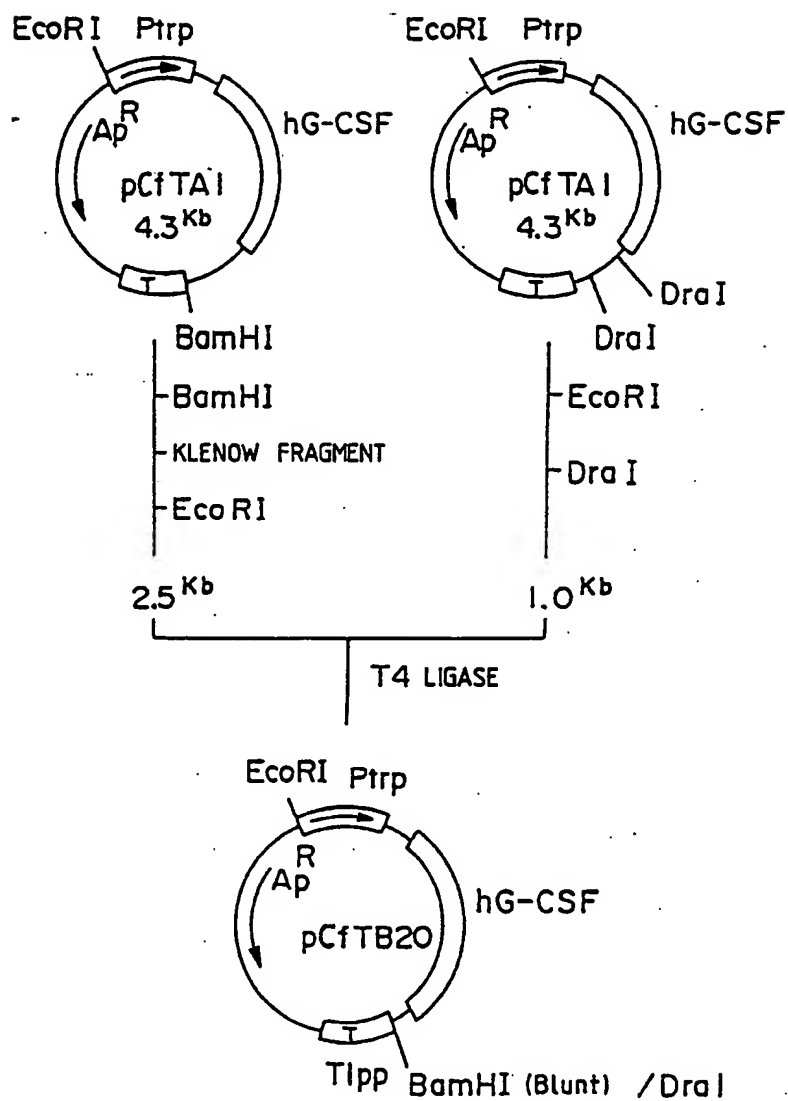 EcoRI Ptrp
Ap^R
hG-CSF
pCfTA1
4.3 Kb
T
BamHI
BamHI
KLENOW FRAGMENT
EcoRI
2.5 Kb
EcoRI Ptrp
Ap^R
hG-CSF
pCfTA1
4.3 Kb
T
DraI
DraI
EcoRI
DraI
1.0 Kb
T4 LIGASE
EcoRI Ptrp
Ap^R
hG-CSF
pCfTB20
T
Tlpp BamHI (Blunt) /DraI